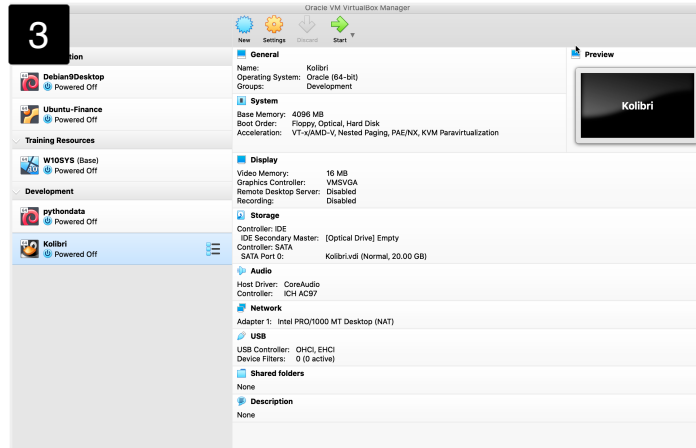 Oracle VM VirtualBox Manager
3
New Settings Discard Start
tion
Debian9Desktop
Powered Off
Ubuntu-Finance
Powered Off
Training Resources
W10SYS (Base)
Powered Off
Development
pythondata
Powered Off
Kolibri
Powered Off
General
Name: Kolibri
Operating System: Oracle (64-bit)
Groups: Development
System
Base Memory: 4096 MB
Boot Order: Floppy, Optical, Hard Disk
Acceleration: VT-x/AMD-V, Nested Paging, PAE/NX, KVM Paravirtualization
Display
Video Memory: 16 MB
Graphics Controller: VMSVGA
Remote Desktop Server: Disabled
Recording: Disabled
Storage
Controller: IDE
IDE Secondary Master: [Optical Drive] Empty
Controller: SATA
SATA Port 0: Kolibri.vdi (Normal, 20.00 GB)
Audio
Host Driver: CoreAudio
Controller: ICH AC97
Network
Adapter 1: Intel PRO/1000 MT Desktop (NAT)
USB
USB Controller: OHCI, EHCI
Device Filters: 0 (0 active)
Shared folders
None
Description
None
Preview
Kolibri